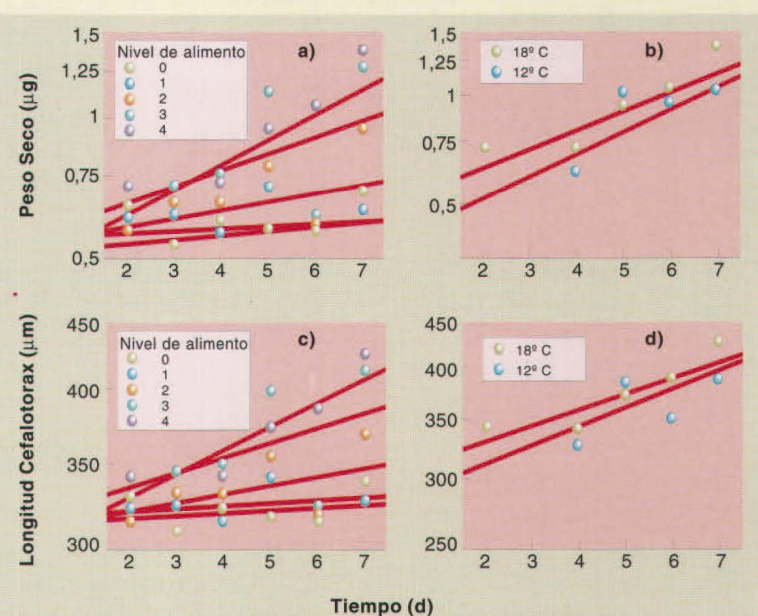 Peso Seco (µg)
1,5
1,25
1
0,75
0,5
Nivel de alimento
0
1
2
3
4
a)
2 3 4 5 6 7
1,5
1,25
1
0,75
0,5
18º C
12º C
b)
2 3 4 5 6 7
Longitud Cefalotorax (µm)
450
400
350
300
Nivel de alimento
0
1
2
3
4
c)
2 3 4 5 6 7
450
400
350
300
250
18º C
12º C
d)
2 3 4 5 6 7
Tiempo (d)